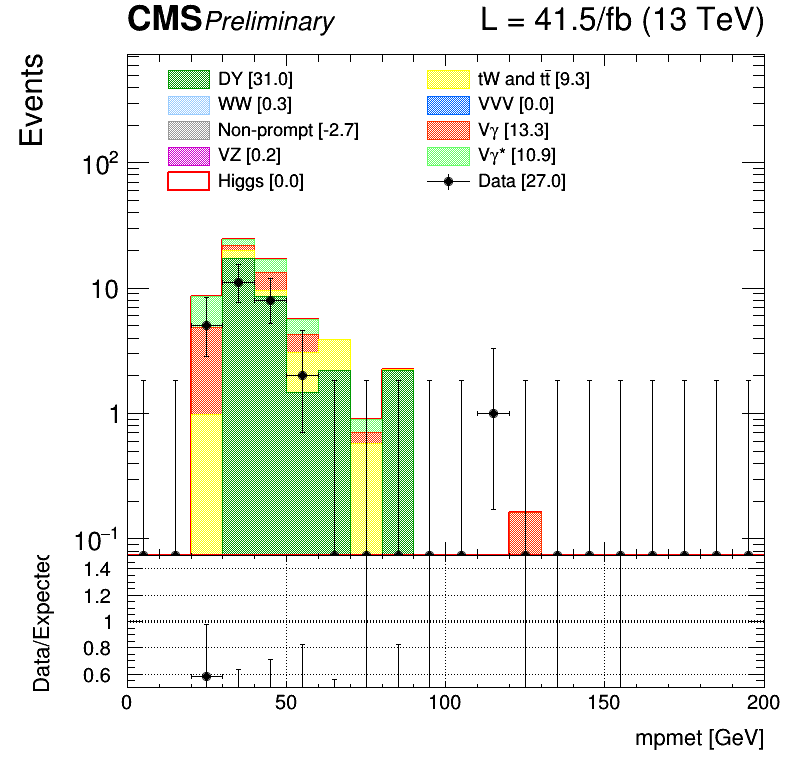 CMS Preliminary L = 41.5/fb (13 TeV)
Events
DY [31.0] tW and tt̄ [9.3]
WW [0.3] VVV [0.0]
Non-prompt [-2.7] Vγ [13.3]
VZ [0.2] Vγ* [10.9]
Higgs [0.0] Data [27.0]
10²
10
1
10⁻¹
Data/Expected
1.4
1.2
1
0.8
0.6
0 50 100 150 200
mpmet [GeV]